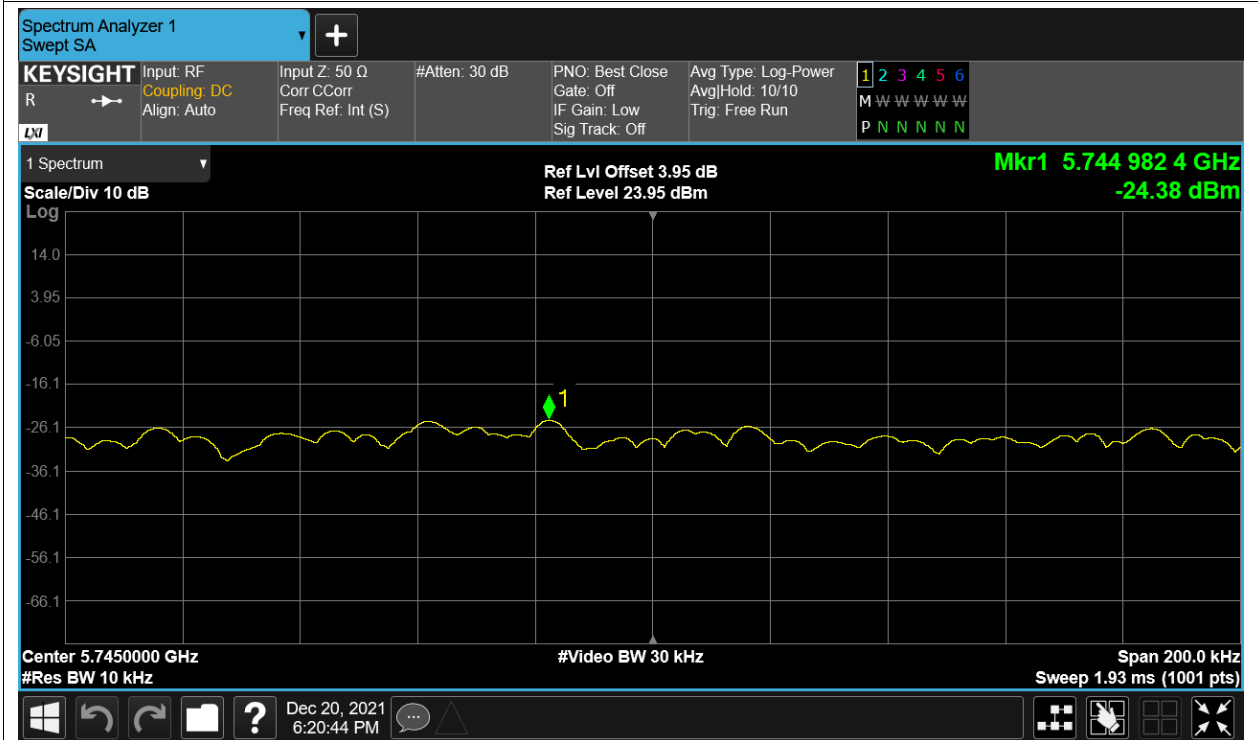 Spectrum Analyzer 1
Swept SA
+
KEYSIGHT Input: RF Input Z: 50 Ω #Atten: 30 dB PNO: Best Close Avg Type: Log-Power 1 2 3 4 5 6
R Coupling: DC Corr CCorr Gate: Off Avg|Hold: 10/10 M W W W W W
Align: Auto Freq Ref: Int (S) IF Gain: Low Trig: Free Run
LXI Sig Track: Off P N N N N N
1 Spectrum Ref Lvl Offset 3.95 dB Mkr1 5.744 982 4 GHz
Scale/Div 10 dB Ref Level 23.95 dBm -24.38 dBm
Log
14.0
3.95
-6.05
-16.1
1
-26.1
-36.1
-46.1
-56.1
-66.1
Center 5.7450000 GHz #Video BW 30 kHz Span 200.0 kHz
#Res BW 10 kHz Sweep 1.93 ms (1001 pts)
? Dec 20, 2021
6:20:44 PM